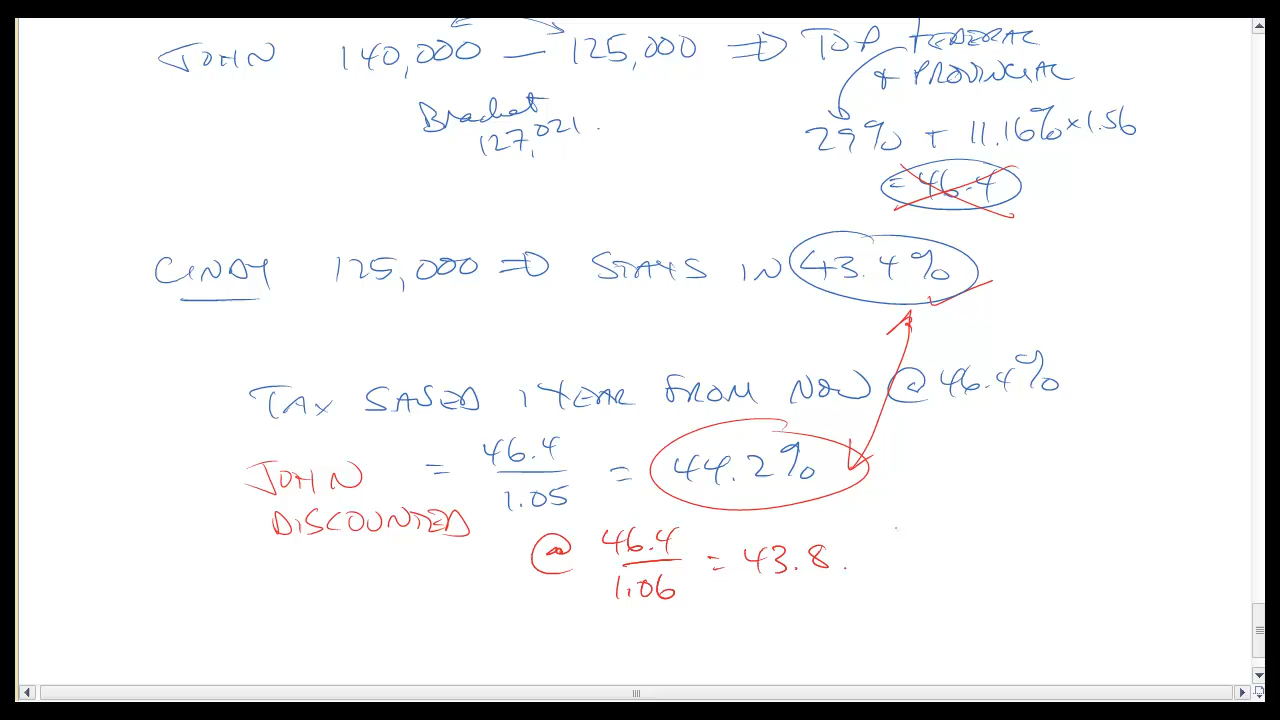 JOHN 140,000 — 125,000 ⇒ TOP FEDERAL
& PROVINCIAL
Bracket
127,021.
29% + 11.16% × 1.56
= 46.4
CINDY 125,000 ⇒ STAYS IN 43.4%
TAX SAVED 1 YEAR FROM NOW @ 46.4%
JOHN = 46.4 / 1.05 = 44.2%
DISCOUNTED
@ 46.4 / 1.06 = 43.8.